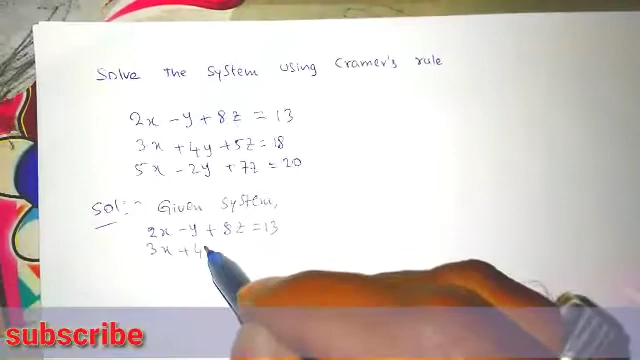 Solve the System using Cramer's rule
2x - y + 8z = 13
3x + 4y + 5z = 18
5x - 2y + 7z = 20
Sol:- Given System,
2x - y + 8z = 13
3x + 4
subscribe